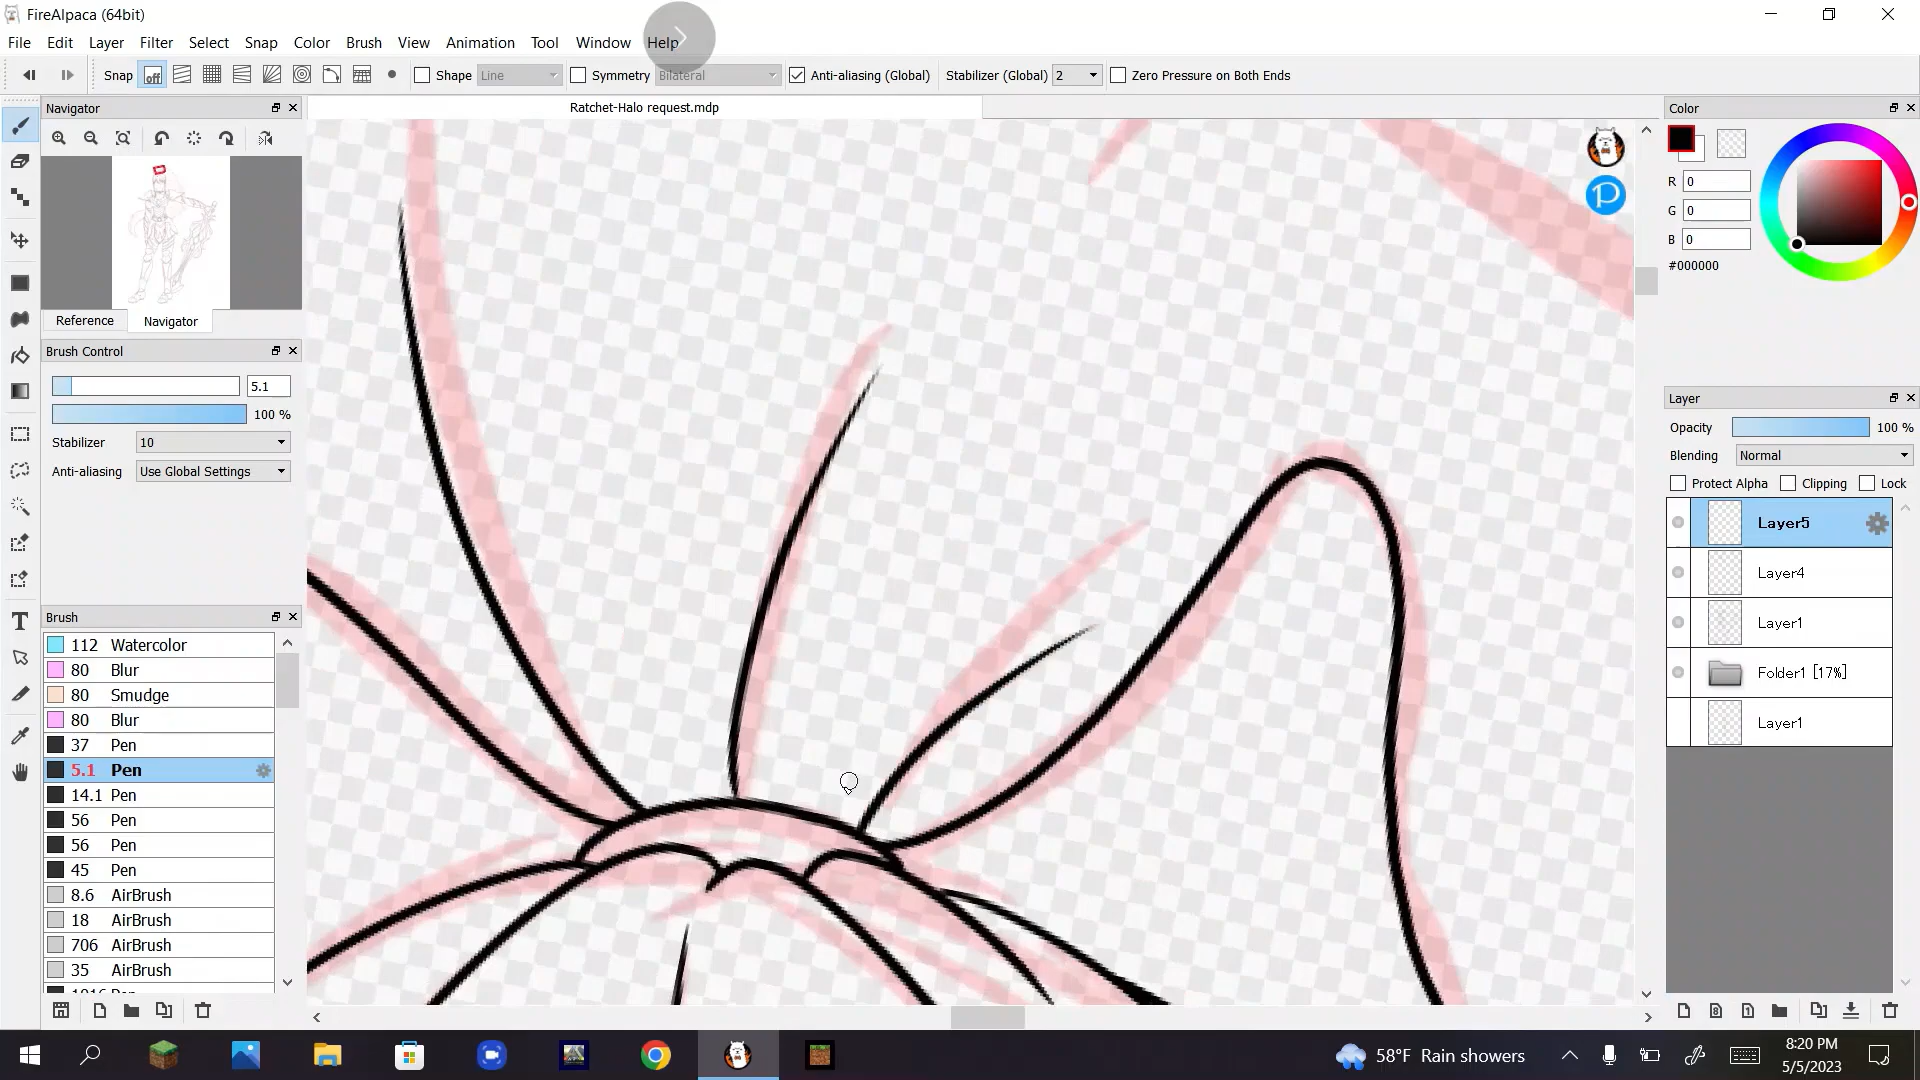 FireAlpaca (64bit)
File Edit Layer Filter Select Snap Color Brush View Animation Tool Window Help
Snap off Shape Line Symmetry Bilateral Anti-aliasing (Global) Stabilizer (Global) 2 Zero Pressure on Both Ends
Navigator
Ratchet-Halo request.mdp
Reference Navigator
Brush Control
5.1
100 %
Stabilizer 10
Anti-aliasing Use Global Settings
Brush
112 Watercolor
80 Blur
80 Smudge
80 Blur
37 Pen
5.1 Pen
14.1 Pen
56 Pen
56 Pen
45 Pen
8.6 AirBrush
18 AirBrush
706 AirBrush
35 AirBrush
Color
R 0
G 0
B 0
#000000
Layer
Opacity 100 %
Blending Normal
Protect Alpha Clipping Lock
Layer5
Layer4
Layer1
Folder1 [17%]
Layer1
58°F Rain showers
8:20 PM
5/5/2023